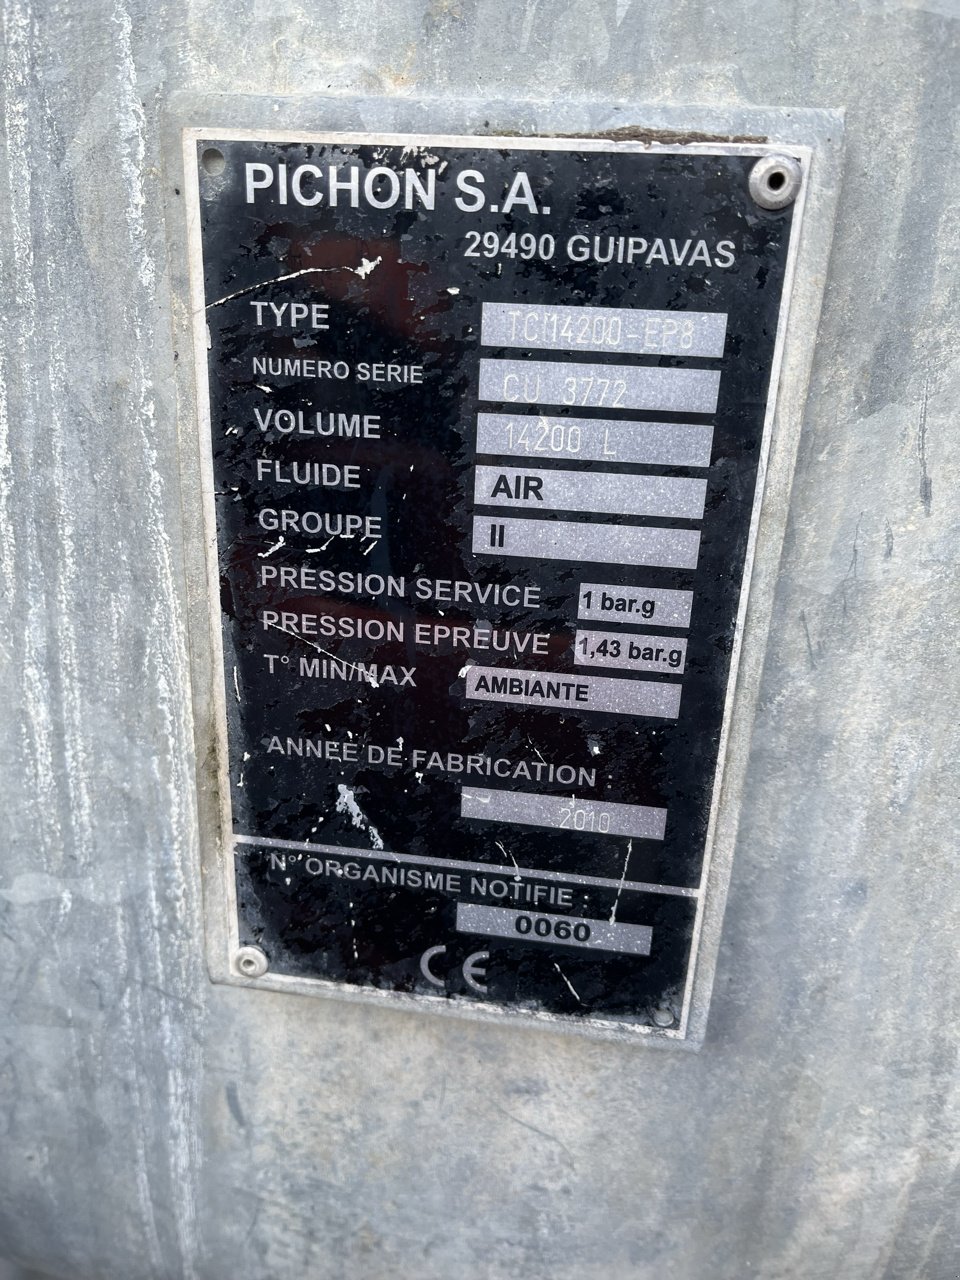 PICHON S.A.
29490 GUIPAVAS
TYPE TCI14200-EP8
NUMERO SERIE CU 3772
VOLUME 14200 L
FLUIDE AIR
GROUPE II
PRESSION SERVICE 1 bar.g
PRESSION EPREUVE 1,43 bar.g
T° MIN/MAX AMBIANTE
ANNEE DE FABRICATION :
2010
N° ORGANISME NOTIFIE :
0060
CE